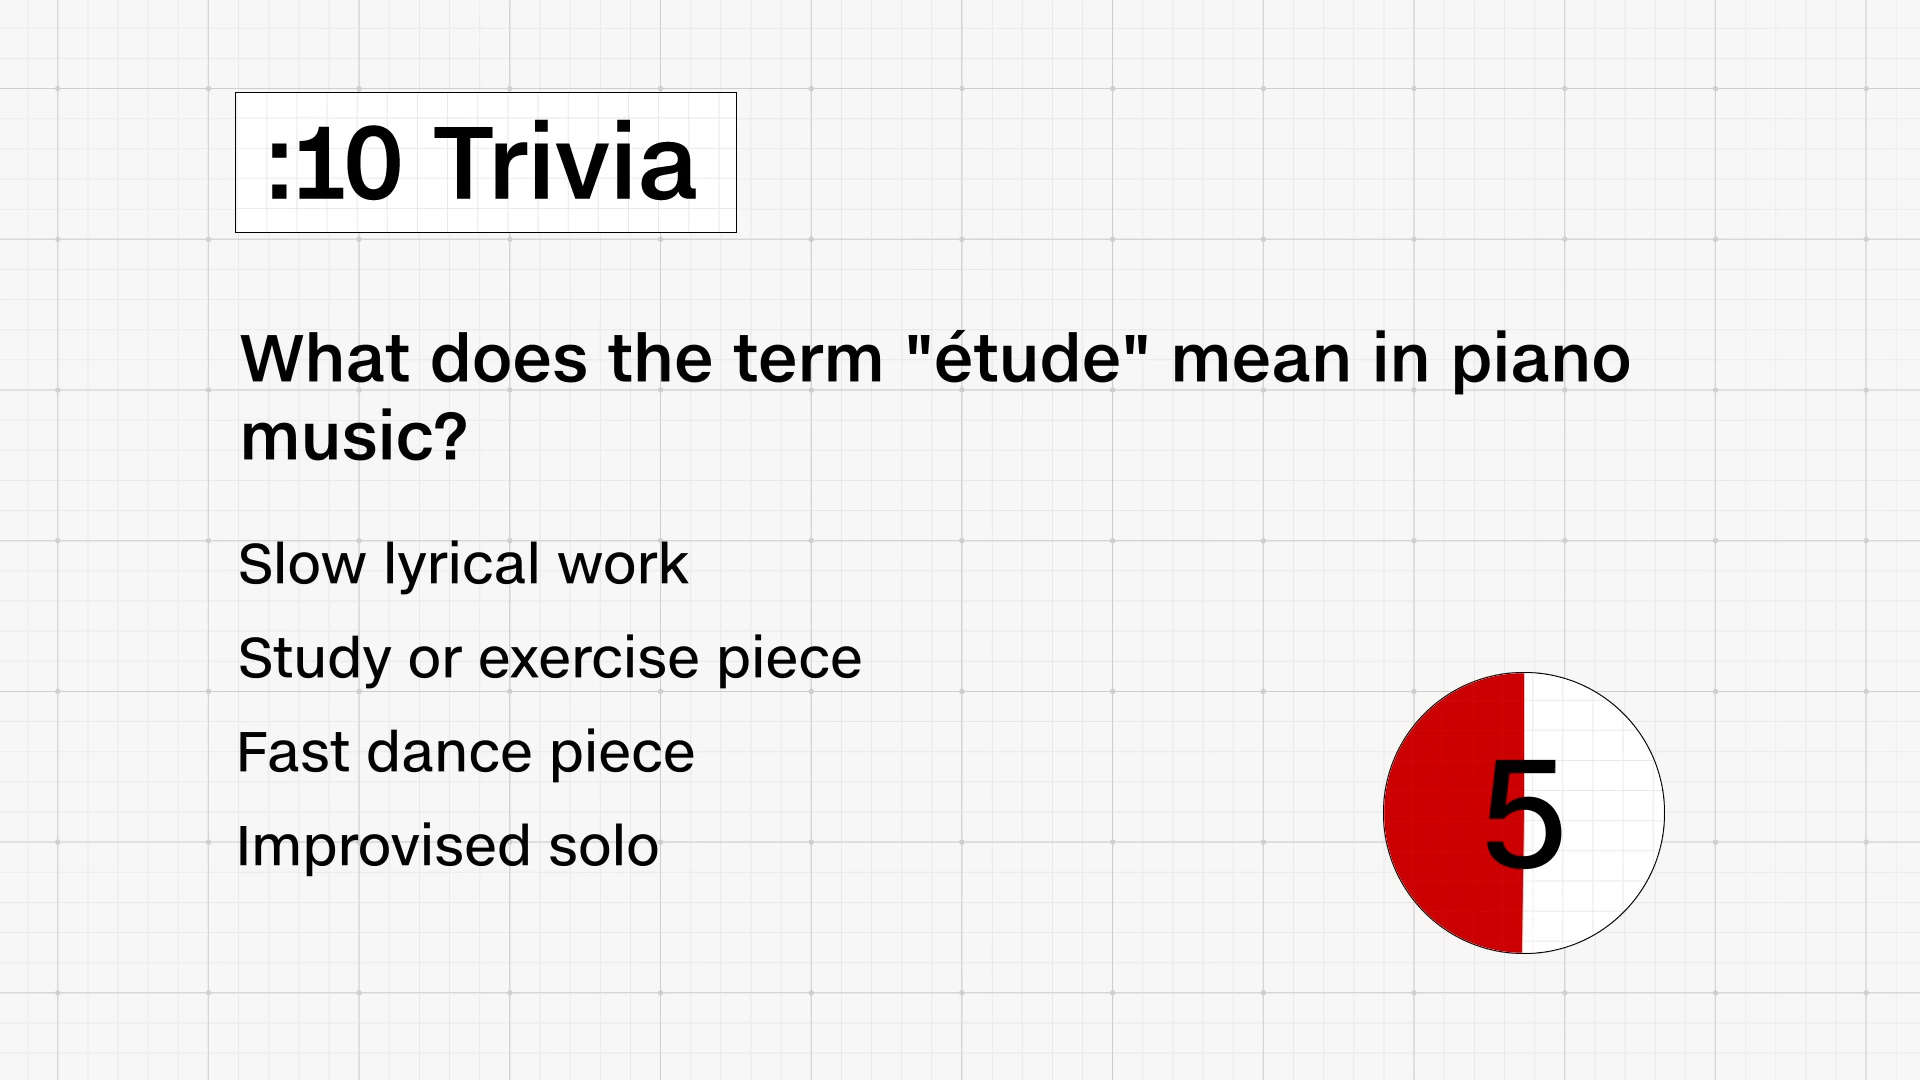 :10 Trivia
What does the term "étude" mean in piano
music?
Slow lyrical work
Study or exercise piece
Fast dance piece
Improvised solo
5